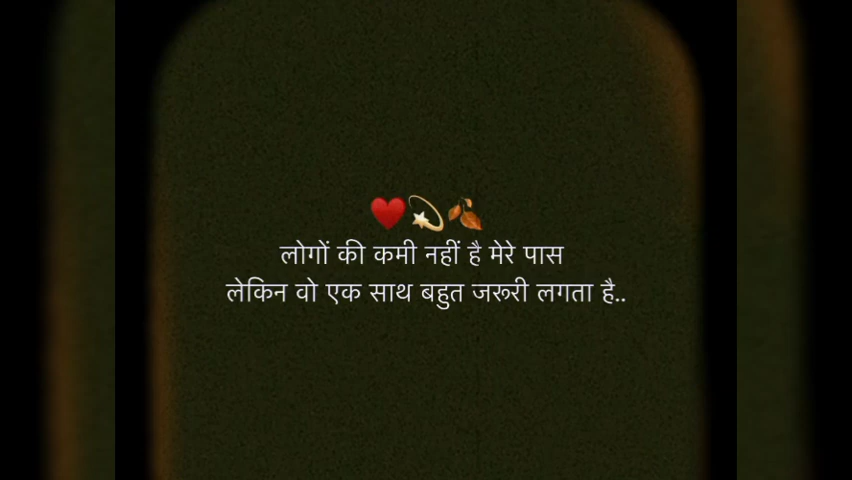 ❤️💫🍂
लोगों की कमी नहीं है मेरे पास
लेकिन वो एक साथ बहुत जरूरी लगता है..